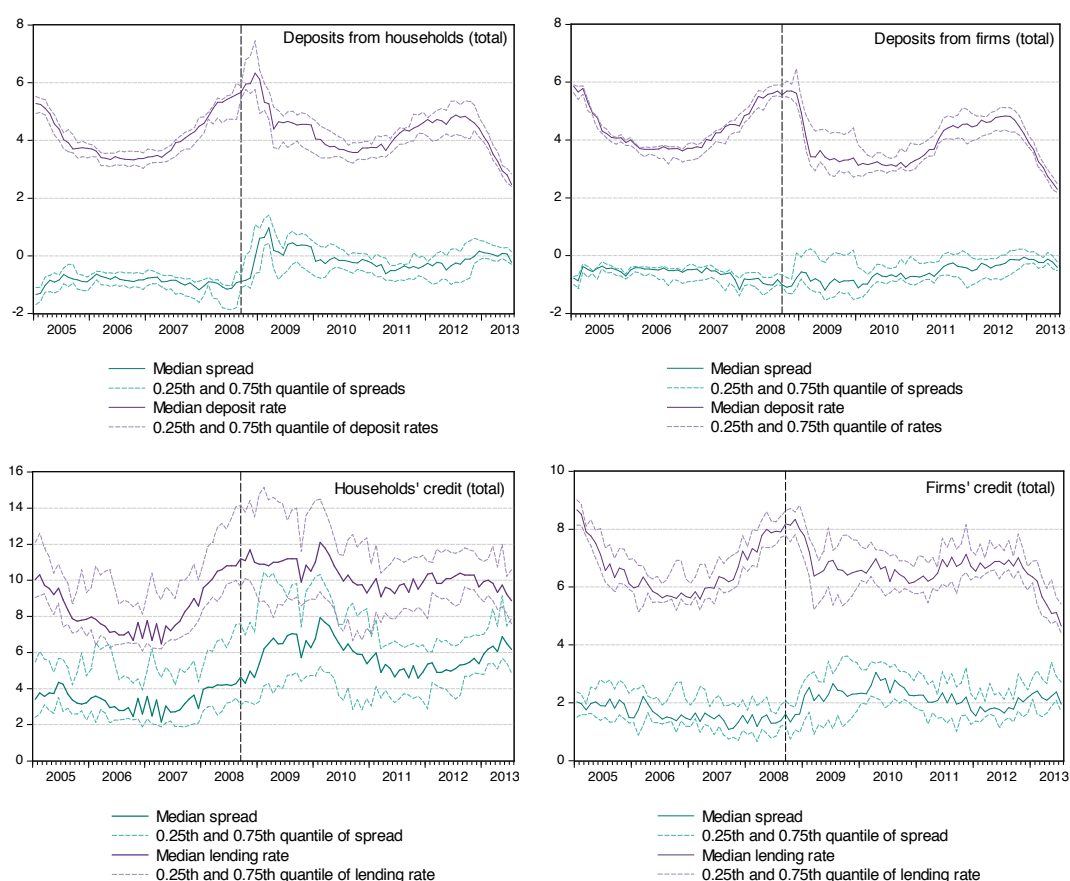 Deposits from households (total)
8
6
4
2
0
-2
2005 2006 2007 2008 2009 2010 2011 2012 2013
Median spread
0.25th and 0.75th quantile of spreads
Median deposit rate
0.25th and 0.75th quantile of deposit rates
Deposits from firms (total)
8
6
4
2
0
-2
2005 2006 2007 2008 2009 2010 2011 2012 2013
Median spread
0.25th and 0.75th quantile of spreads
Median deposit rate
0.25th and 0.75th quantile of rates
Households' credit (total)
16
14
12
10
8
6
4
2
0
2005 2006 2007 2008 2009 2010 2011 2012 2013
Median spread
0.25th and 0.75th quantile of spread
Median lending rate
0.25th and 0.75th quantile of lending rate
Firms' credit (total)
10
8
6
4
2
0
2005 2006 2007 2008 2009 2010 2011 2012 2013
Median spread
0.25th and 0.75th quantile of spread
Median lending rate
0.25th and 0.75th quantile of lending rate